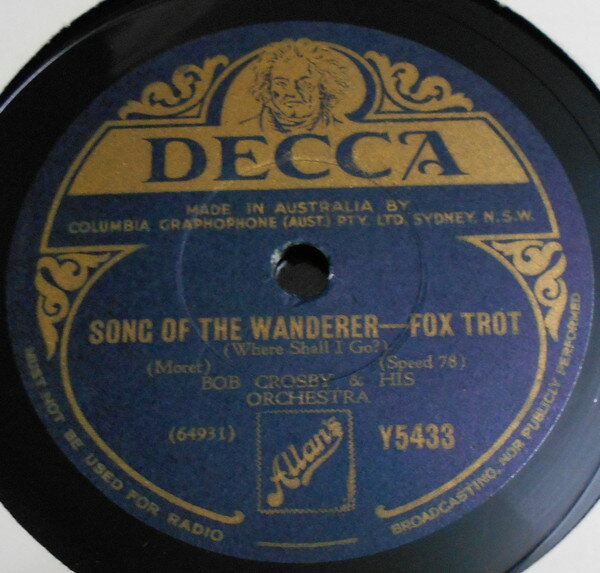 DECCA
MADE IN AUSTRALIA BY
COLUMBIA GRAPHOPHONE (AUST.) PTY. LTD. SYDNEY. N.S.W.
SONG OF THE WANDERER—FOX TROT
(Where Shall I Go?)
(Moret) (Speed 78)
BOB CROSBY & HIS
ORCHESTRA
(64931) Allans Y5433
MUST NOT BE USED FOR RADIO
BROADCASTING, NOR PUBLICLY PERFORMED